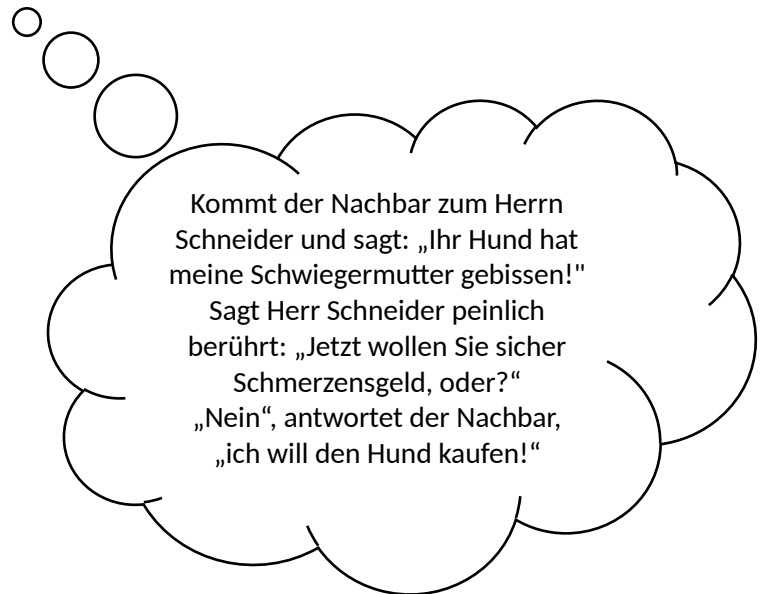 Kommt der Nachbar zum Herrn
Schneider und sagt: „Ihr Hund hat
meine Schwiegermutter gebissen!"
Sagt Herr Schneider peinlich
berührt: „Jetzt wollen Sie sicher
Schmerzensgeld, oder?“
„Nein“, antwortet der Nachbar,
„ich will den Hund kaufen!“